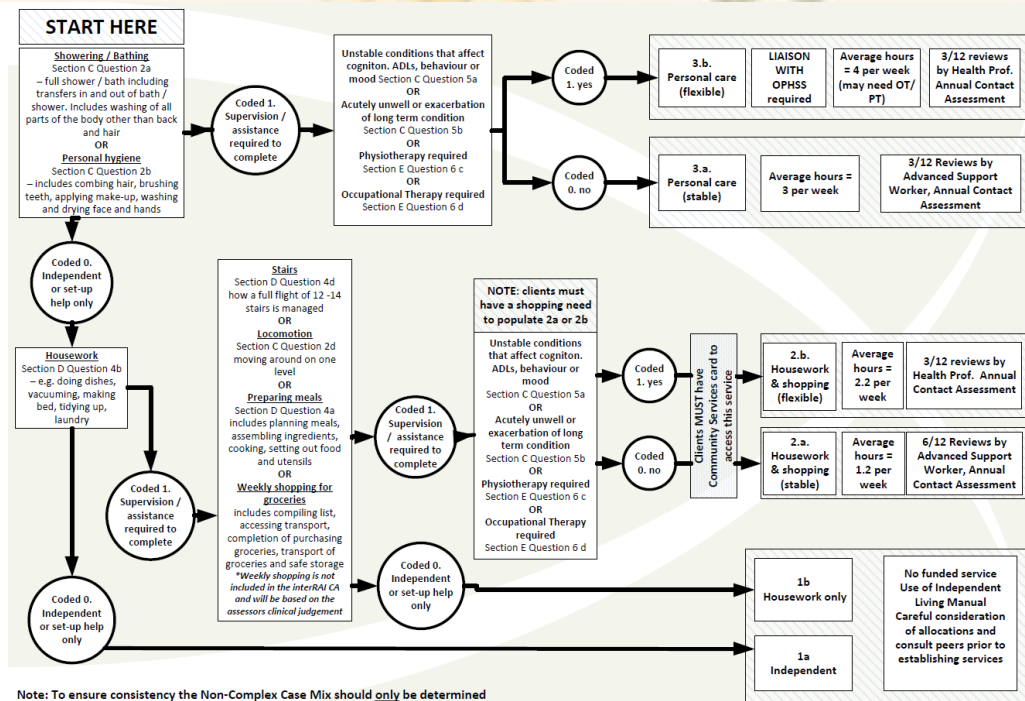 START HERE
Showering / Bathing
Section C Question 2a
– full shower / bath including
transfers in and out of bath /
shower. Includes washing of all
parts of the body other than back
and hair
OR
Personal hygiene
Section C Question 2b
– includes combing hair, brushing
teeth, applying make-up, washing
and drying face and hands
Coded 1.
Supervision /
assistance
required to
complete
Unstable conditions that affect
cogniton. ADLs, behaviour or
mood Section C Question 5a
OR
Acutely unwell or exacerbation
of long term condition
Section C Question 5b
OR
Physiotherapy required
Section E Question 6 c
OR
Occupational Therapy required
Section E Question 6 d
Coded
1. yes
3.b.
Personal care
(flexible)
LIAISON
WITH
OPHSS
required
Average hours
= 4 per week
(may need OT/
PT)
3/12 reviews
by Health Prof.
Annual Contact
Assessment
Coded
0. no
3.a.
Personal care
(stable)
Average hours =
3 per week
3/12 Reviews by
Advanced Support
Worker, Annual Contact
Assessment
Coded 0.
Independent
or set-up
help only
Housework
Section D Question 4b
– e.g. doing dishes,
vacuuming, making
bed, tidying up,
laundry
Coded 1.
Supervision /
assistance
required to
complete
Coded 0.
Independent
or set-up help
only
Stairs
Section D Question 4d
how a full flight of 12 -14
stairs is managed
OR
Locomotion
Section C Question 2d
moving around on one
level
OR
Preparing meals
Section D Question 4a
includes planning meals,
assembling ingredients,
cooking, setting out food
and utensils
OR
Weekly shopping for
groceries
includes compiling list,
accessing transport,
completion of purchasing
groceries, transport of
groceries and safe storage
*Weekly shopping is not
included in the interRAI CA
and will be based on the
assessors clinical judgement
Coded 1.
Supervision
/ assistance
required to
complete
Coded 0.
Independent
or set-up help
only
NOTE: clients must
have a shopping need
to populate 2a or 2b
Unstable conditions
that affect cogniton.
ADLs, behaviour or
mood
Section C Question 5a
OR
Acutely unwell or
exacerbation of long
term condition
Section C Question 5b
OR
Physiotherapy required
Section E Question 6 c
OR
Occupational Therapy
required
Section E Question 6 d
Coded
1. yes
Coded
0. no
Clients MUST have
Community Services card to
access this service
2.b.
Housework
& shopping
(flexible)
Average
hours =
2.2 per
week
3/12 reviews by
Health Prof. Annual
Contact Assessment
2.a.
Housework
& shopping
(stable)
Average
hours =
1.2 per
week
6/12 Reviews by
Advanced Support
Worker, Annual
Contact Assessment
1b
Housework only
1a
Independent
No funded service
Use of Independent
Living Manual
Careful consideration
of allocations and
consult peers prior to
establishing services
Note: To ensure consistency the Non-Complex Case Mix should only be determined